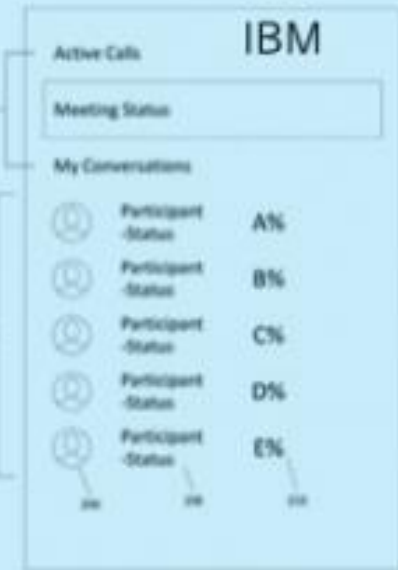 IBM
Active Calls
Meeting Status
My Conversations
Participant
-Status
A%
Participant
-Status
B%
Participant
-Status
C%
Participant
-Status
D%
Participant
-Status
E%